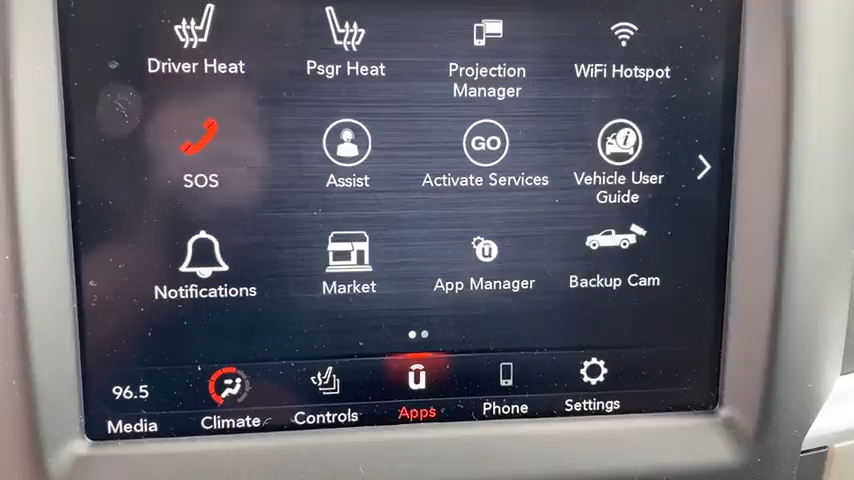 Driver Heat
Psgr Heat
Projection
Manager
WiFi Hotspot
SOS
Assist
GO
Activate Services
Vehicle User
Guide
Notifications
Market
u
App Manager
Backup Cam
96.5
Media
Climate
Controls
u
Apps
Phone
Settings